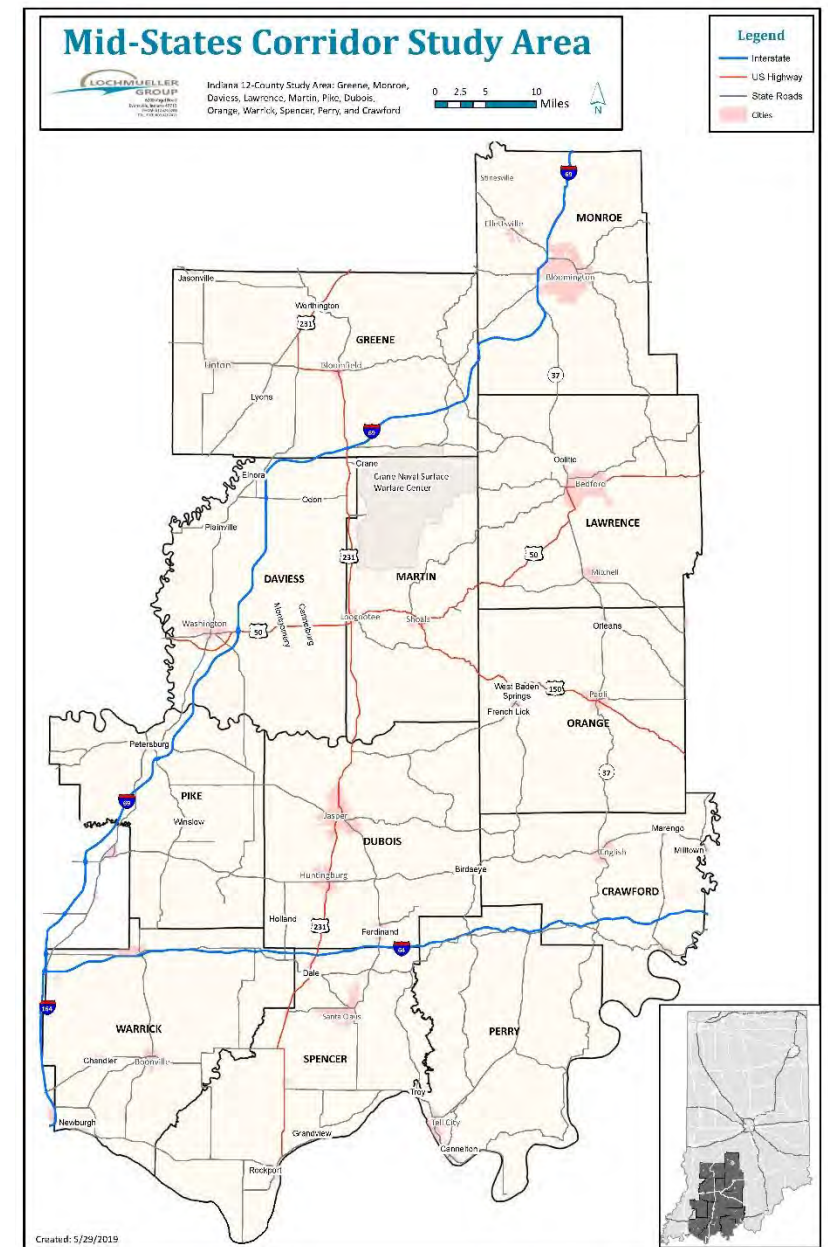 Mid-States Corridor Study Area
LOCHMUELLER
GROUP
Indiana 12-County Study Area: Greene, Monroe,
Daviess, Lawrence, Martin, Pike, Dubois,
Orange, Warrick, Spencer, Perry, and Crawford
0 2.5 5 10
Miles
N
Legend
Interstate
US Highway
State Roads
Cities
69
Stinesville
MONROE
Ellettsville
Bloomington
Jasonville
Worthington
231
GREENE
Linton
Bloomfield
37
Lyons
69
Oolitic
Crane
Elnora
Crane Naval Surface
Warfare Center
Bedford
Odon
Plainville
LAWRENCE
50
231
DAVIESS
MARTIN
Mitchell
Washington
50
Montgomery
Cannelburg
Loogootee
Shoals
Orleans
West Baden
Springs
150
Paoli
French Lick
ORANGE
Petersburg
37
PIKE
69
Winslow
Jasper
DUBOIS
Marengo
Milltown
English
Huntingburg
Birdseye
CRAWFORD
Holland
231
Ferdinand
64
Dale
164
Santa Claus
WARRICK
PERRY
SPENCER
Chandler
Boonville
Troy
Newburgh
Tell City
Grandview
Cannelton
Rockport
Created: 5/29/2019